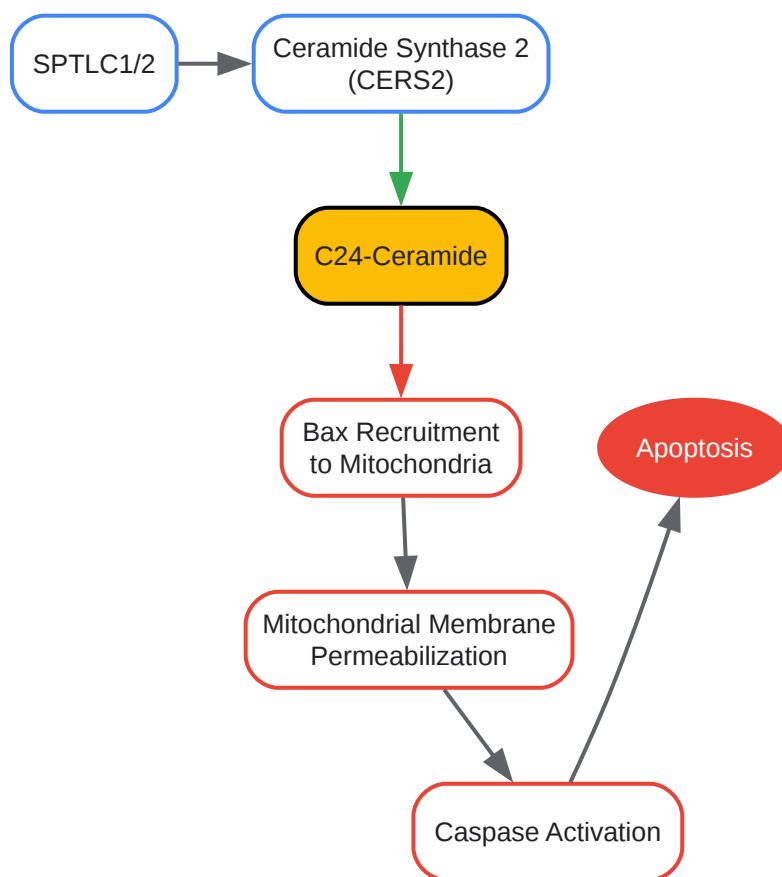 SPTLC1/2
Ceramide Synthase 2
(CERS2)
C24-Ceramide
Bax Recruitment
to Mitochondria
Apoptosis
Mitochondrial Membrane
Permeabilization
Caspase Activation